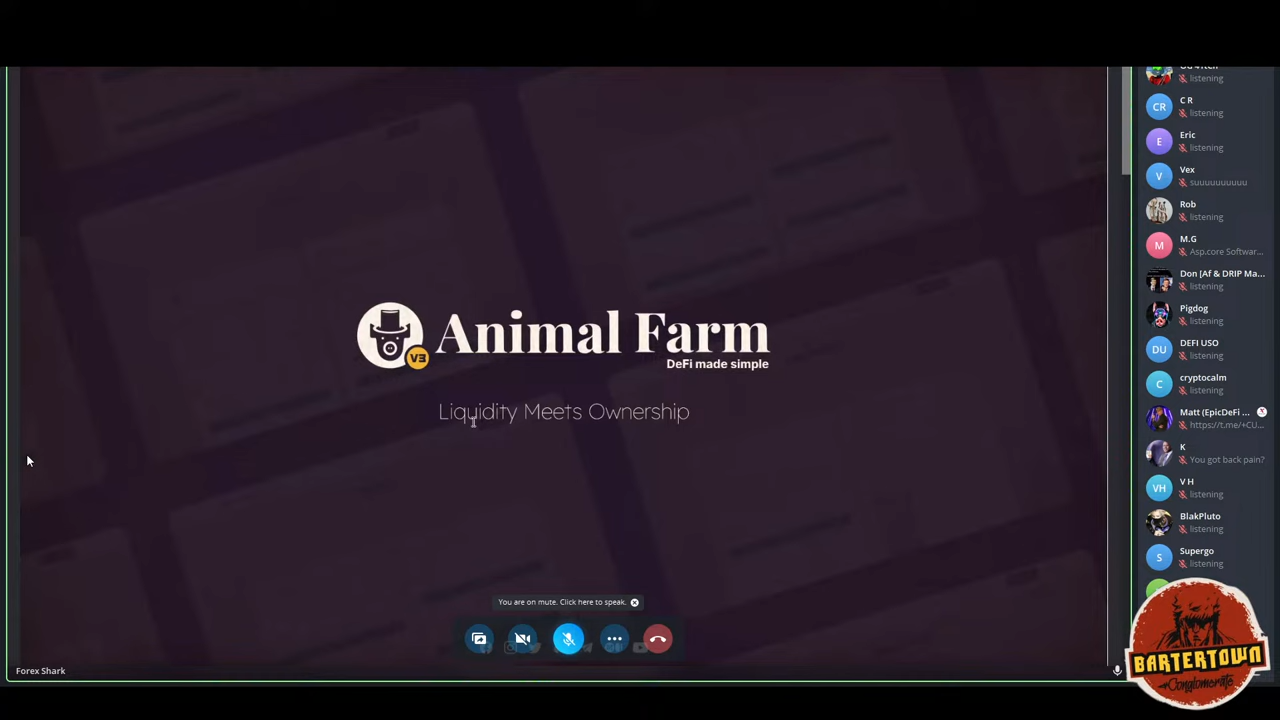 V3
Animal Farm
DeFi made simple
Liquidity Meets Ownership
You are on mute. Click here to speak.
Forex Shark
listening
CR
C R
listening
E
Eric
listening
V
Vex
suuuuuuuuuu
Rob
listening
M
M.G
Asp.core Softwar...
Don [Af & DRIP Ma...
listening
Pigdog
listening
DU
DEFI USO
listening
C
cryptocalm
listening
Matt (EpicDeFi ...
https://t.me/+CU...
K
You got back pain?
VH
V H
listening
BlakPluto
listening
S
Supergo
listening
BARTERTOWN
Conglomerate